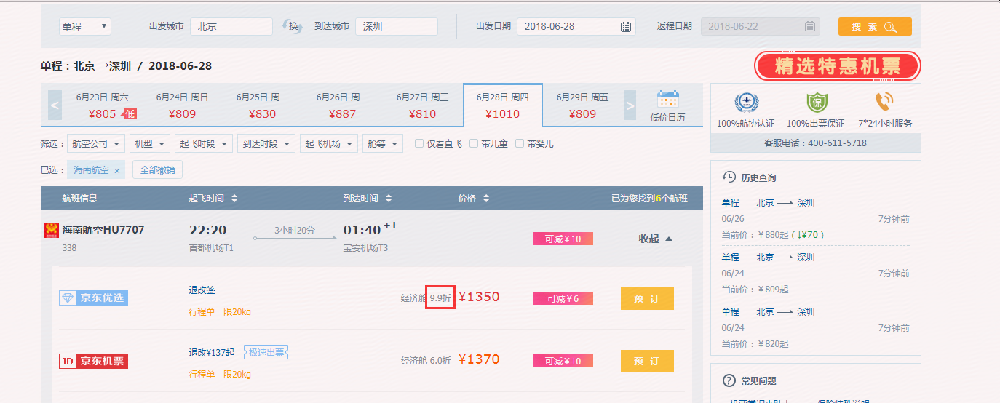 单程 出发城市 北京 换 到达城市 深圳 出发日期 2018-06-28 返程日期 2018-06-22 搜 索
单程：北京 →深圳 / 2018-06-28
精选特惠机票
< 6月23日 周六 6月24日 周日 6月25日 周一 6月26日 周二 6月27日 周三 6月28日 周四 6月29日 周五 >
¥805 低 ¥809 ¥830 ¥887 ¥810 ¥1010 ¥809 低价日历
保
100%航协认证 100%出票保证 7*24小时服务
客服电话：400-611-5718
筛选： 航空公司 机型 起飞时段 到达时段 起飞机场 舱等 仅看直飞 带儿童 带婴儿
已选： 海南航空 × 全部撤销
航班信息 起飞时间 到达时间 价格 已为您找到6个航班
海南航空HU7707 22:20 3小时20分 01:40 +1 可减￥10 收起
338 首都机场T1 宝安机场T3
京东优选 退改签 经济舱 9.9折 ¥1350 可减￥6 预 订
行程单 限20kg
JD 京东机票 退改¥137起 极速出票 经济舱 6.0折 ¥1370 可减￥10 预 订
行程单 限20kg
历史查询
单程 北京 深圳
06/26 7分钟前
当前价：￥880起 ( ↓¥70 )
单程 北京 深圳
06/24 7分钟前
当前价：￥809起
单程 北京 深圳
06/24 7分钟前
当前价：￥820起
? 常见问题